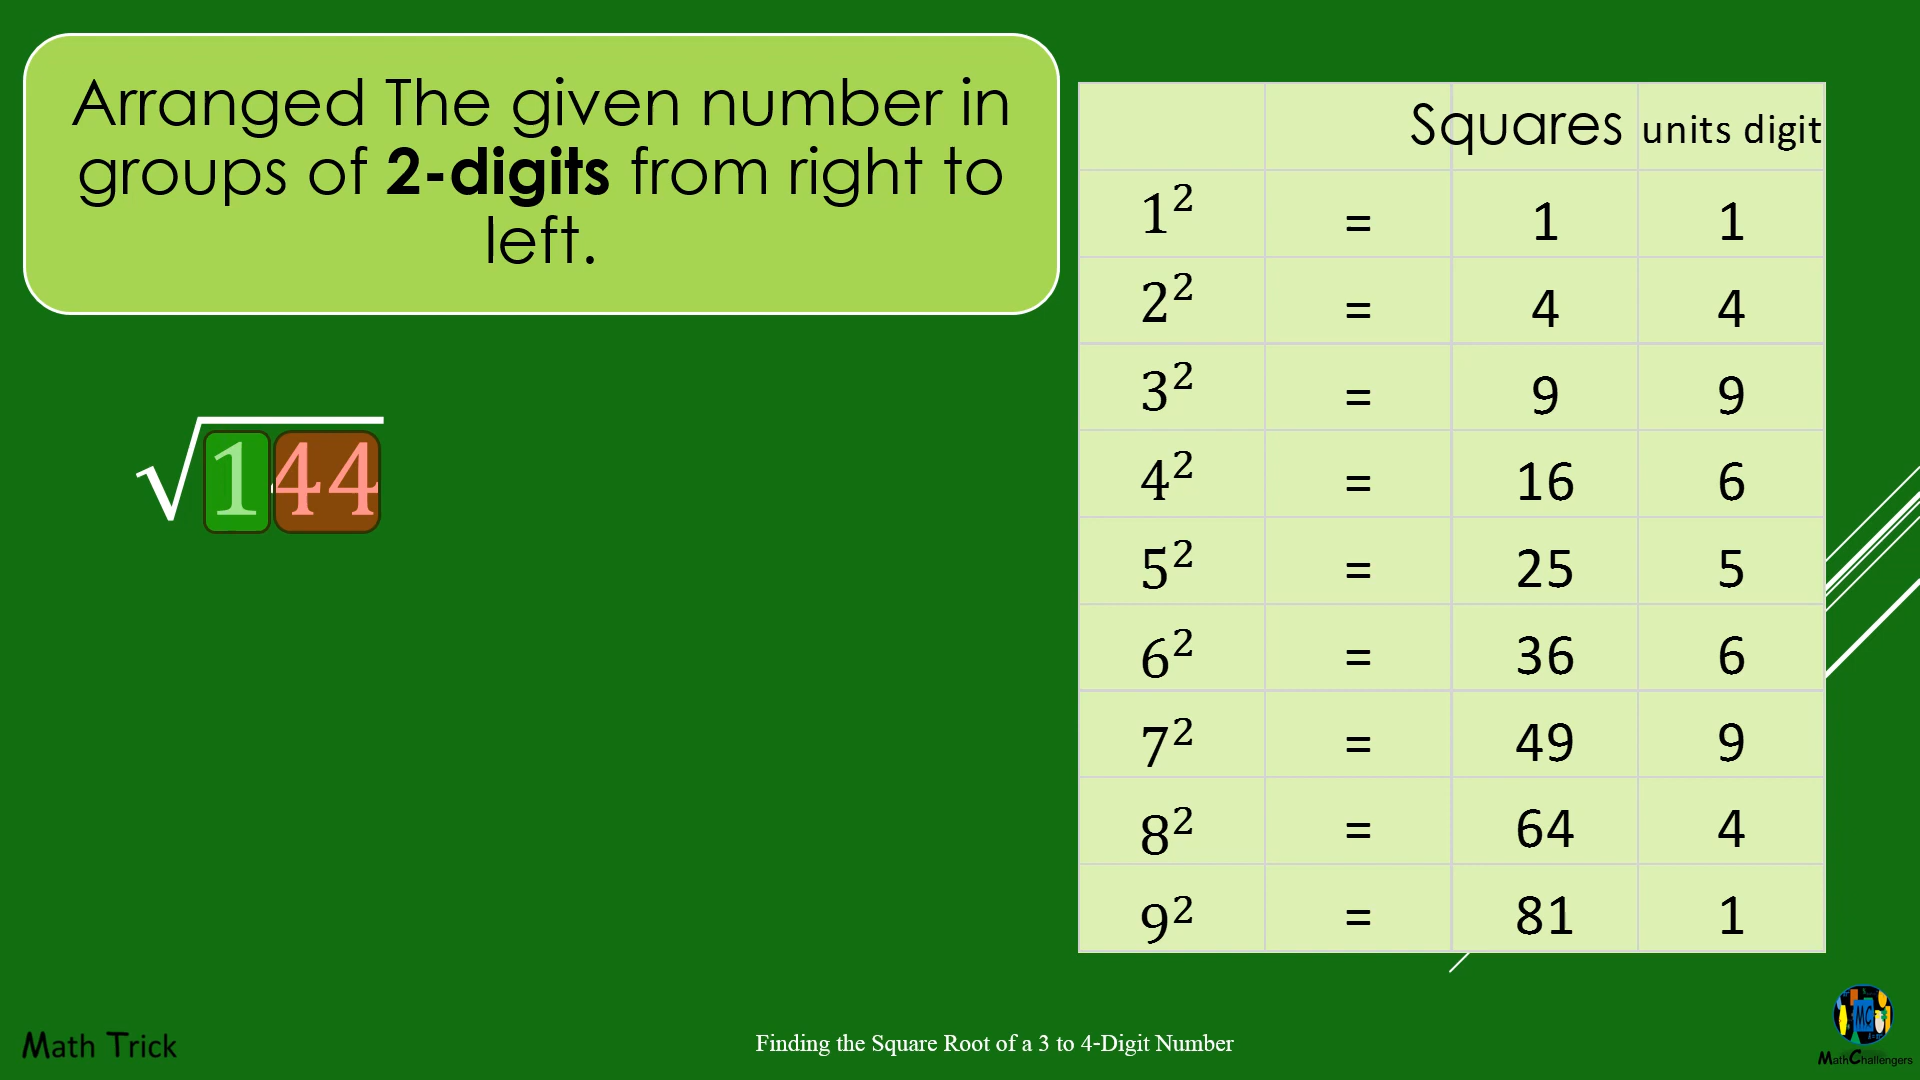 Arranged The given number in
groups of 2-digits from right to
left.
√144
Squares units digit
1² = 1 1
2² = 4 4
3² = 9 9
4² = 16 6
5² = 25 5
6² = 36 6
7² = 49 9
8² = 64 4
9² = 81 1
MC
MathChallengers
Math Trick
Finding the Square Root of a 3 to 4-Digit Number